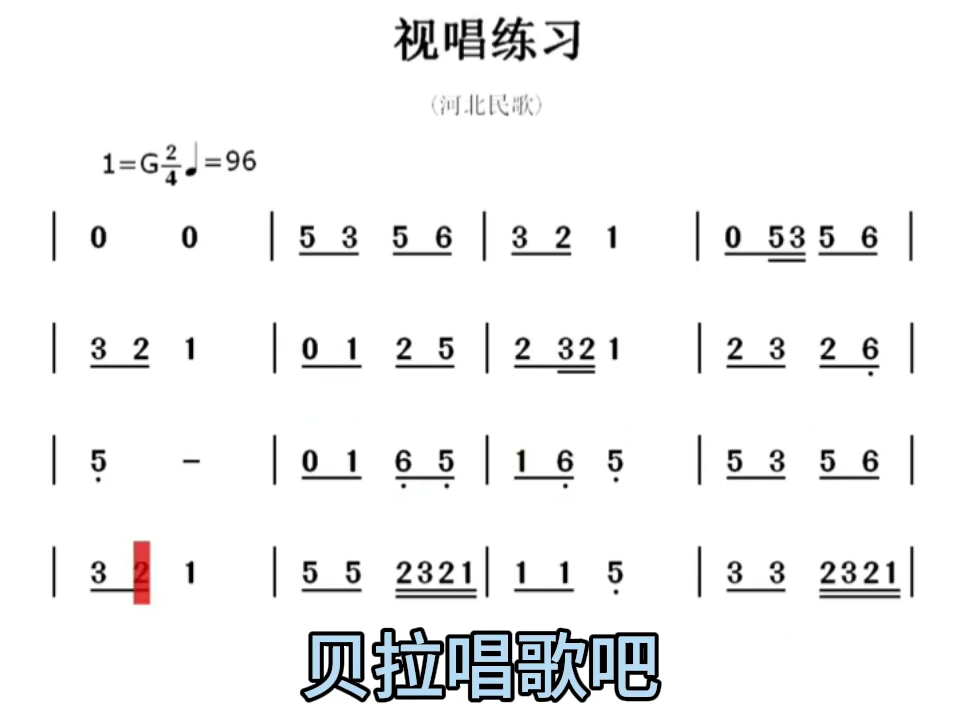 视唱练习
(河北民歌)
1=G 2/4 ♩=96
| 0 0 | 5 3 5 6 | 3 2 1 | 0 53 5 6 |
| 3 2 1 | 0 1 2 5 | 2 32 1 | 2 3 2 6̣ |
| 5̣ - | 0 1 6̣ 5̣ | 1 6̣ 5̣ | 5 3 5 6 |
| 3 2 1 | 5 5 2321 | 1 1 5̣ | 3 3 2321 |
贝拉唱歌吧